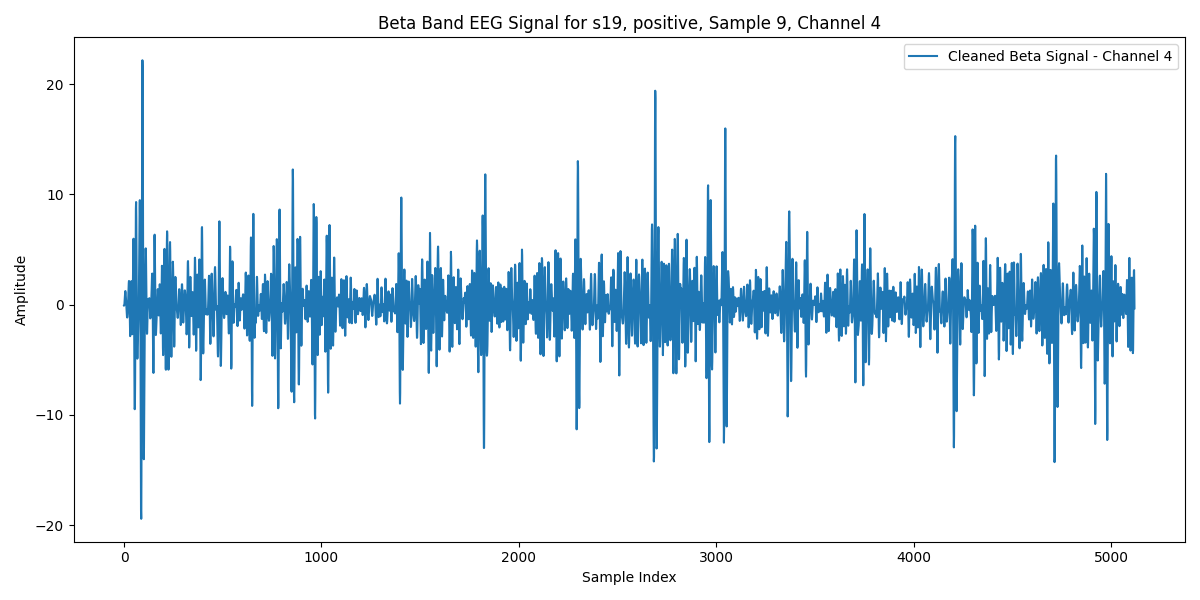 Beta Band EEG Signal for s19, positive, Sample 9, Channel 4
Cleaned Beta Signal - Channel 4
Amplitude
20
10
0
−10
−20
0 1000 2000 3000 4000 5000
Sample Index